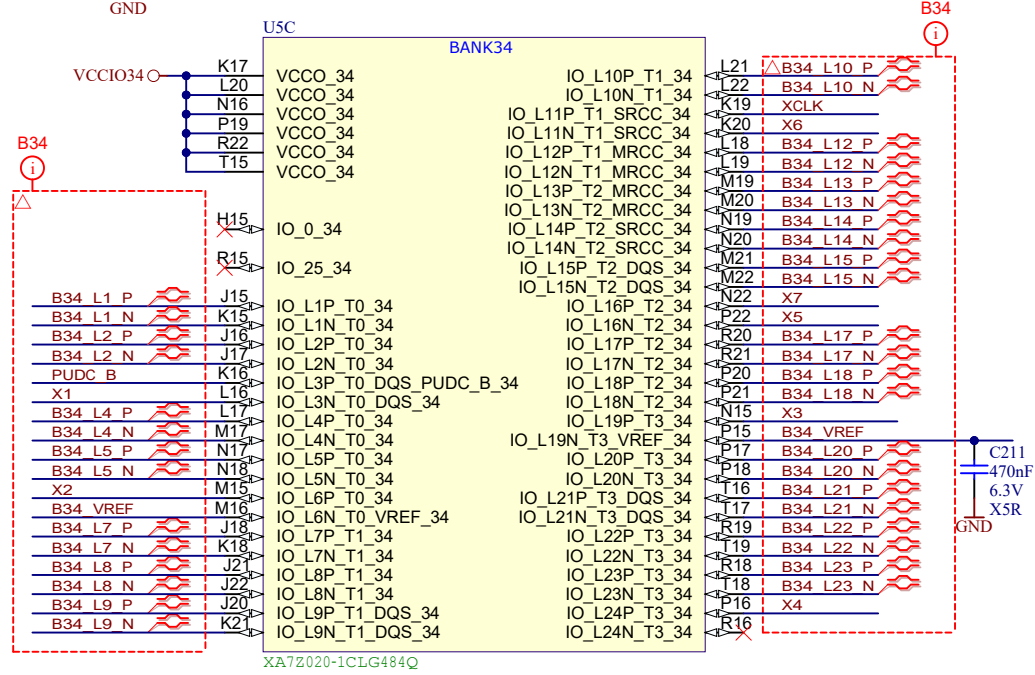 GND
B34
U5C
BANK34
VCCIO34
K17 VCCO_34
L20 VCCO_34
N16 VCCO_34
P19 VCCO_34
R22 VCCO_34
T15 VCCO_34
B34
H15 IO_0_34
R15 IO_25_34
B34_L1_P J15 IO_L1P_T0_34
B34_L1_N K15 IO_L1N_T0_34
B34_L2_P J16 IO_L2P_T0_34
B34_L2_N J17 IO_L2N_T0_34
PUDC_B K16 IO_L3P_T0_DQS_PUDC_B_34
X1 L16 IO_L3N_T0_DQS_34
B34_L4_P L17 IO_L4P_T0_34
B34_L4_N M17 IO_L4N_T0_34
B34_L5_P N17 IO_L5P_T0_34
B34_L5_N N18 IO_L5N_T0_34
X2 M15 IO_L6P_T0_34
B34_VREF M16 IO_L6N_T0_VREF_34
B34_L7_P J18 IO_L7P_T1_34
B34_L7_N K18 IO_L7N_T1_34
B34_L8_P J21 IO_L8P_T1_34
B34_L8_N J22 IO_L8N_T1_34
B34_L9_P J20 IO_L9P_T1_DQS_34
B34_L9_N K21 IO_L9N_T1_DQS_34
IO_L10P_T1_34 L21 B34_L10_P
IO_L10N_T1_34 L22 B34_L10_N
IO_L11P_T1_SRCC_34 K19 XCLK
IO_L11N_T1_SRCC_34 K20 X6
IO_L12P_T1_MRCC_34 L18 B34_L12_P
IO_L12N_T1_MRCC_34 L19 B34_L12_N
IO_L13P_T2_MRCC_34 M19 B34_L13_P
IO_L13N_T2_MRCC_34 M20 B34_L13_N
IO_L14P_T2_SRCC_34 N19 B34_L14_P
IO_L14N_T2_SRCC_34 N20 B34_L14_N
IO_L15P_T2_DQS_34 M21 B34_L15_P
IO_L15N_T2_DQS_34 M22 B34_L15_N
IO_L16P_T2_34 N22 X7
IO_L16N_T2_34 P22 X5
IO_L17P_T2_34 R20 B34_L17_P
IO_L17N_T2_34 R21 B34_L17_N
IO_L18P_T2_34 P20 B34_L18_P
IO_L18N_T2_34 P21 B34_L18_N
IO_L19P_T3_34 N15 X3
IO_L19N_T3_VREF_34 P15 B34_VREF
IO_L20P_T3_34 P17 B34_L20_P
IO_L20N_T3_34 P18 B34_L20_N
IO_L21P_T3_DQS_34 T16 B34_L21_P
IO_L21N_T3_DQS_34 T17 B34_L21_N
IO_L22P_T3_34 R19 B34_L22_P
IO_L22N_T3_34 T19 B34_L22_N
IO_L23P_T3_34 R18 B34_L23_P
IO_L23N_T3_34 T18 B34_L23_N
IO_L24P_T3_34 P16 X4
IO_L24N_T3_34 R16
C211
470nF
6.3V
X5R
GND
XA7Z020-1CLG484Q